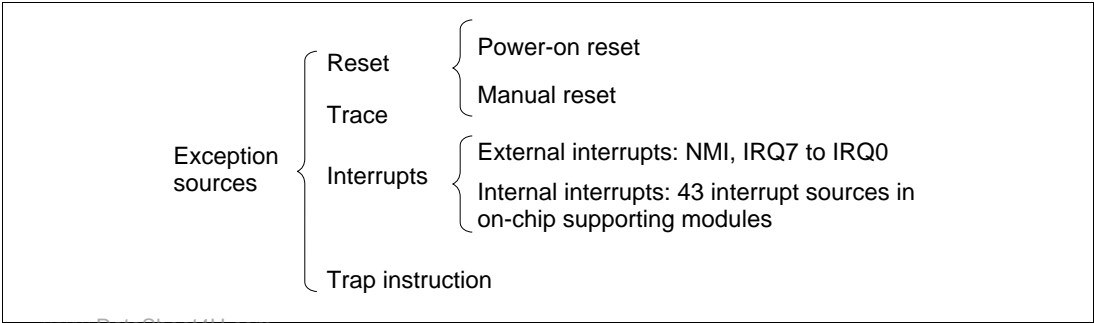 Exception
sources
Reset
Power-on reset
Manual reset
Trace
Interrupts
External interrupts: NMI, IRQ7 to IRQ0
Internal interrupts: 43 interrupt sources in
on-chip supporting modules
Trap instruction